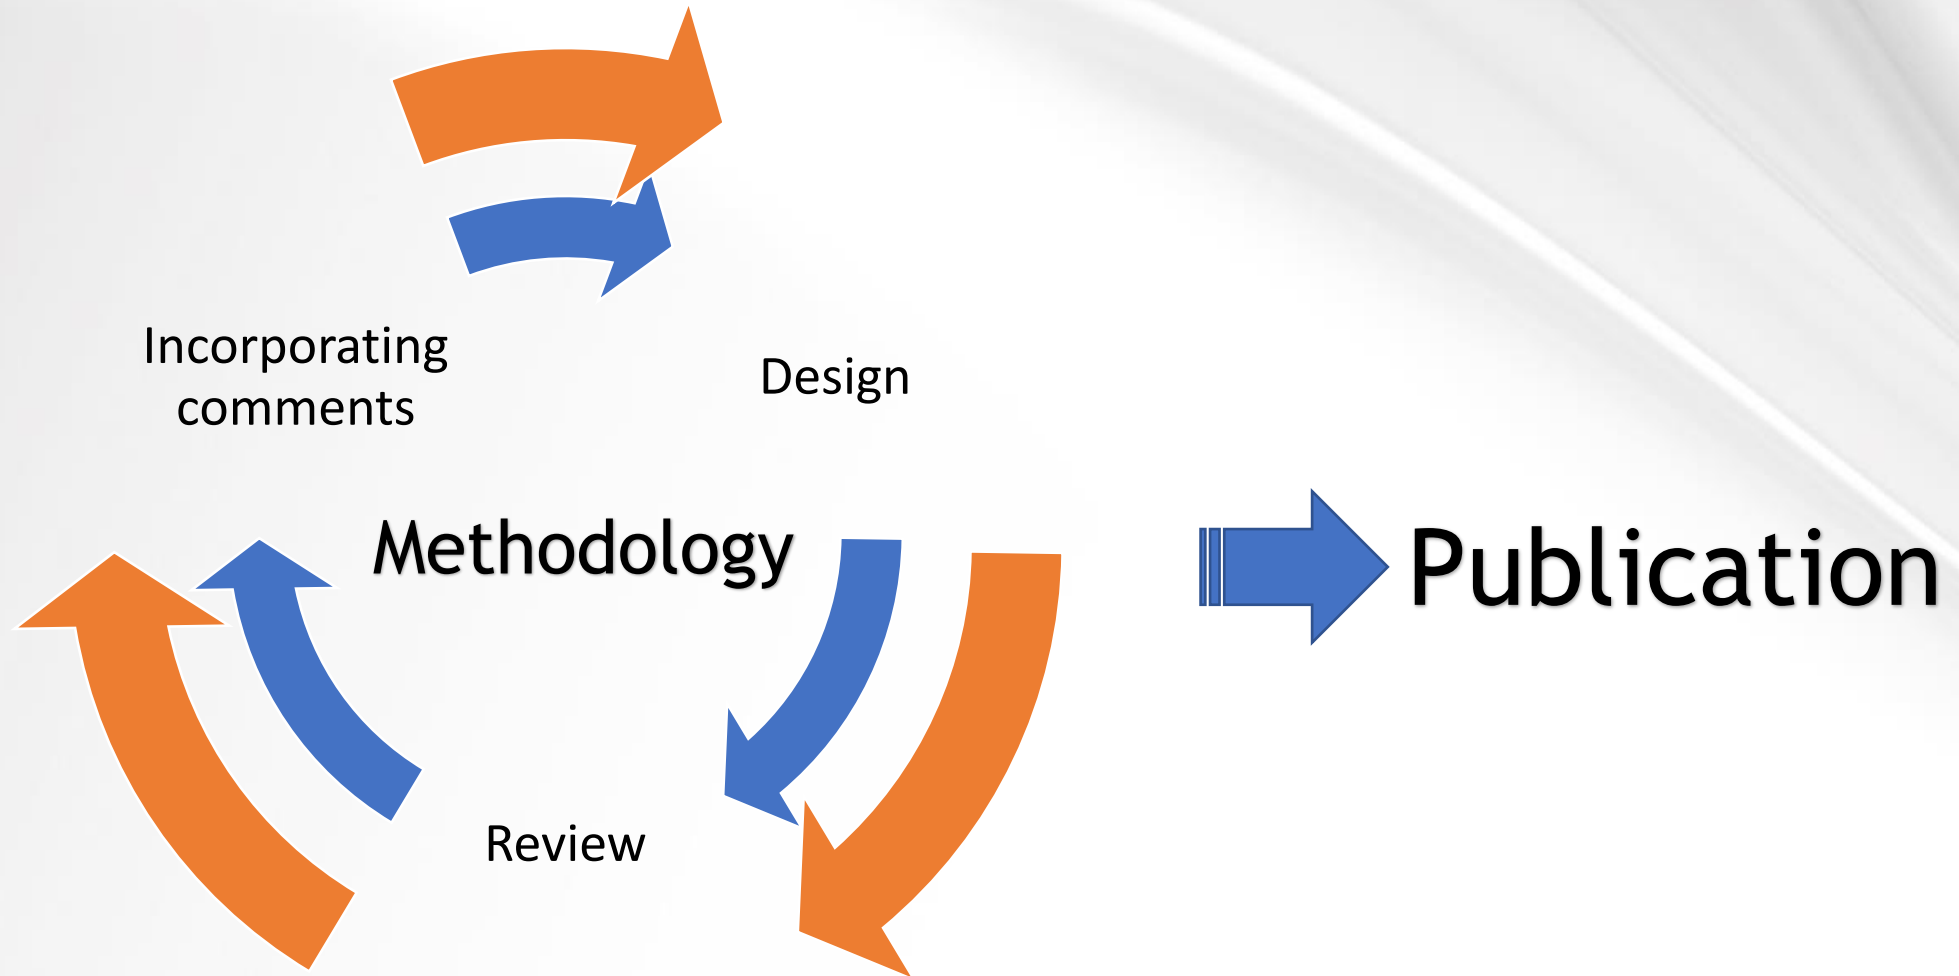 Incorporating
comments
Design
Methodology
Publication
Review